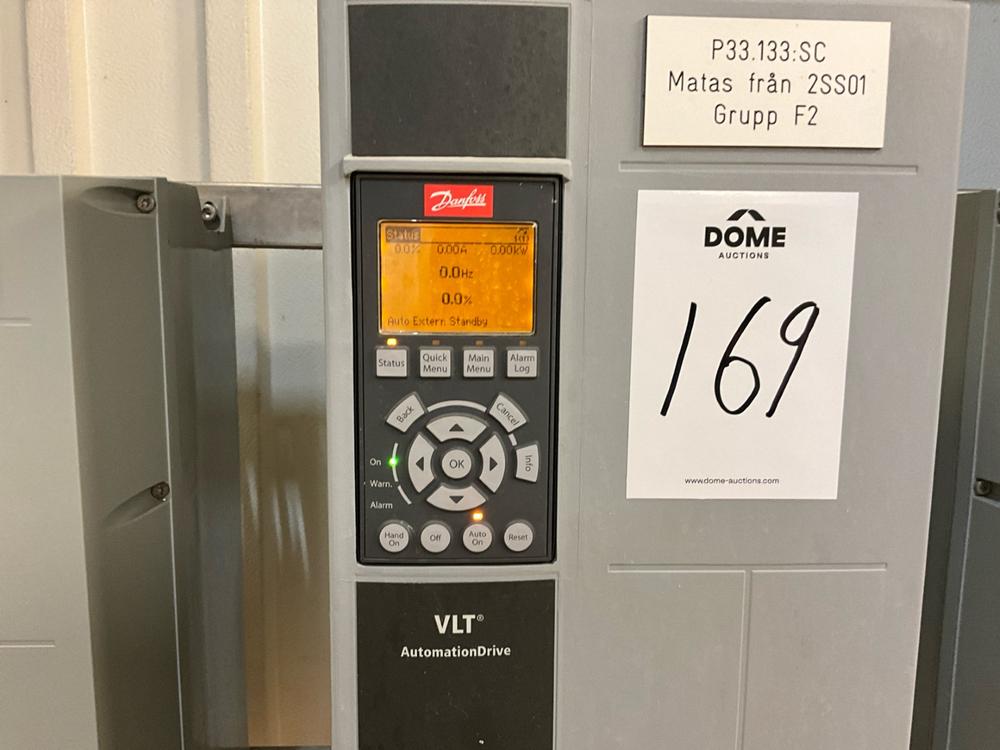 P33.133:SC
Matas från 2SS01
Grupp F2
Danfoss
Status 1(1)
0.0% 0.00A 0.00kW
0.0Hz
0.0%
Auto Extern Standby
Status
Quick Menu
Main Menu
Alarm Log
Back
Cancel
Info
OK
On
Warn.
Alarm
Hand On
Off
Auto On
Reset
VLT®
AutomationDrive
DOME
AUCTIONS
169
www.dome-auctions.com